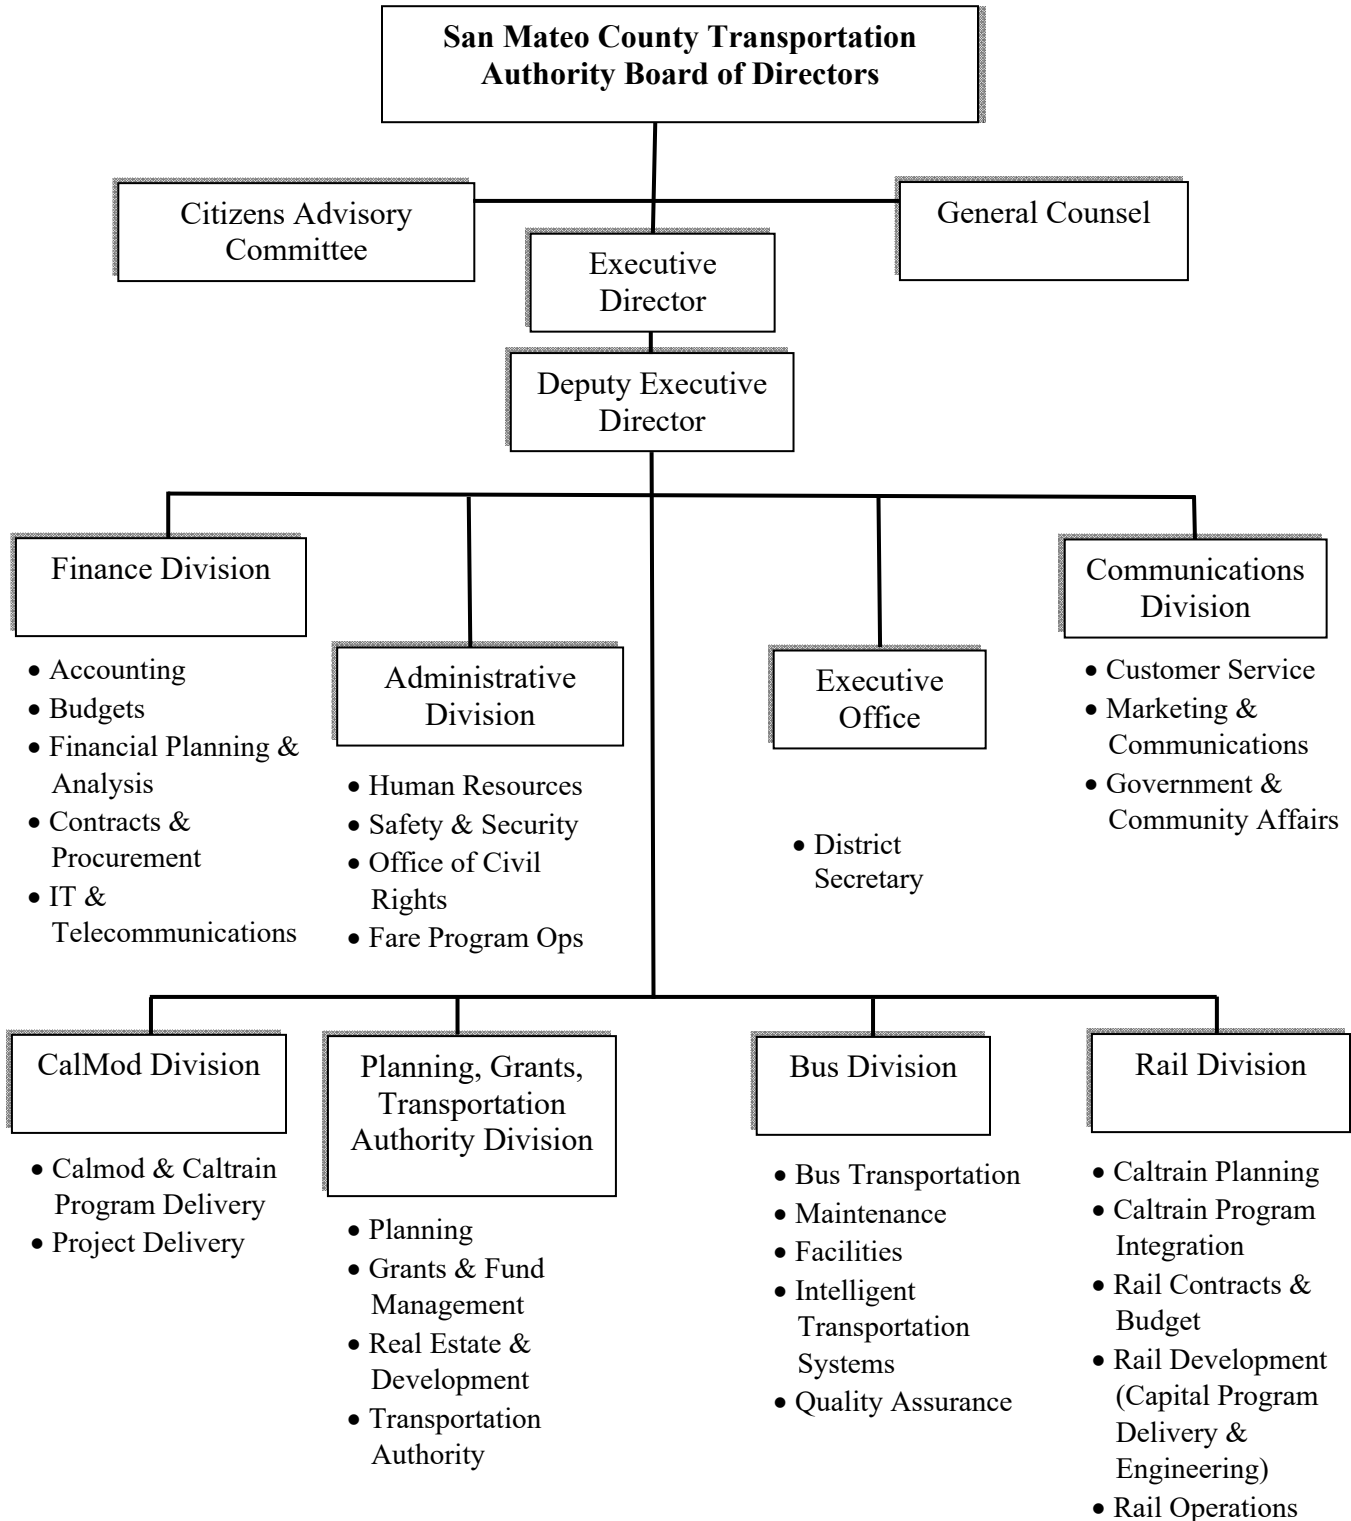 San Mateo County Transportation
Authority Board of Directors
Citizens Advisory
Committee
General Counsel
Executive
Director
Deputy Executive
Director
Finance Division
• Accounting
• Budgets
• Financial Planning &
Analysis
• Contracts &
Procurement
• IT &
Telecommunications
Administrative
Division
• Human Resources
• Safety & Security
• Office of Civil
Rights
• Fare Program Ops
Executive
Office
• District
Secretary
Communications
Division
• Customer Service
• Marketing &
Communications
• Government &
Community Affairs
CalMod Division
• Calmod & Caltrain
Program Delivery
• Project Delivery
Planning, Grants,
Transportation
Authority Division
• Planning
• Grants & Fund
Management
• Real Estate &
Development
• Transportation
Authority
Bus Division
• Bus Transportation
• Maintenance
• Facilities
• Intelligent
Transportation
Systems
• Quality Assurance
Rail Division
• Caltrain Planning
• Caltrain Program
Integration
• Rail Contracts &
Budget
• Rail Development
(Capital Program
Delivery &
Engineering)
• Rail Operations